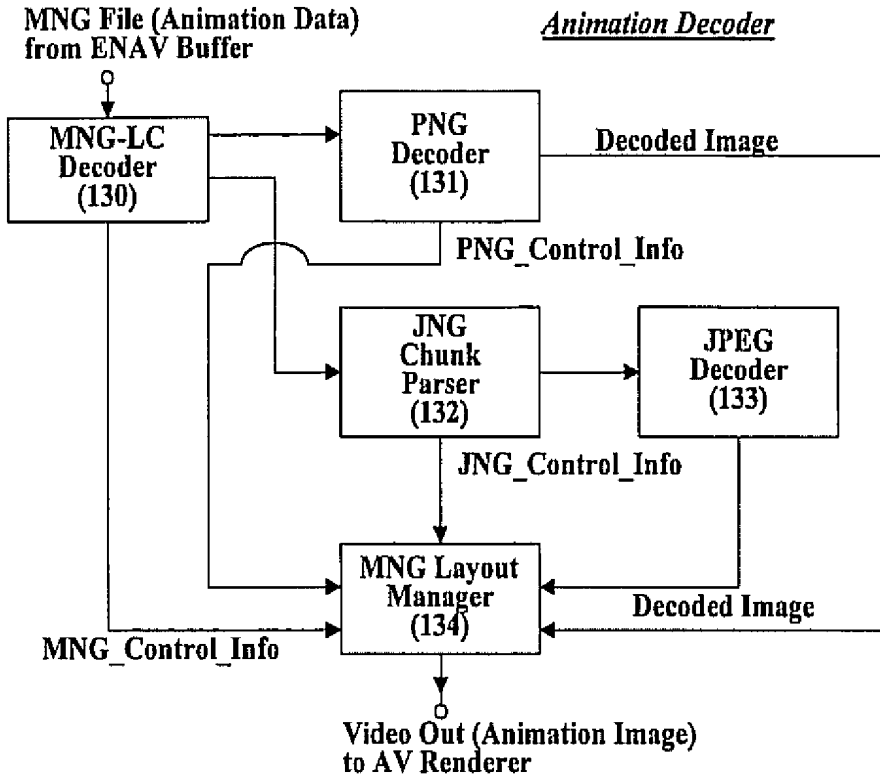 MNG File (Animation Data)
from ENAV Buffer
Animation Decoder
MNG-LC
Decoder
(130)
PNG
Decoder
(131)
Decoded Image
PNG_Control_Info
JNG
Chunk
Parser
(132)
JPEG
Decoder
(133)
JNG_Control_Info
MNG Layout
Manager
(134)
Decoded Image
MNG_Control_Info
Video Out (Animation Image)
to AV Renderer